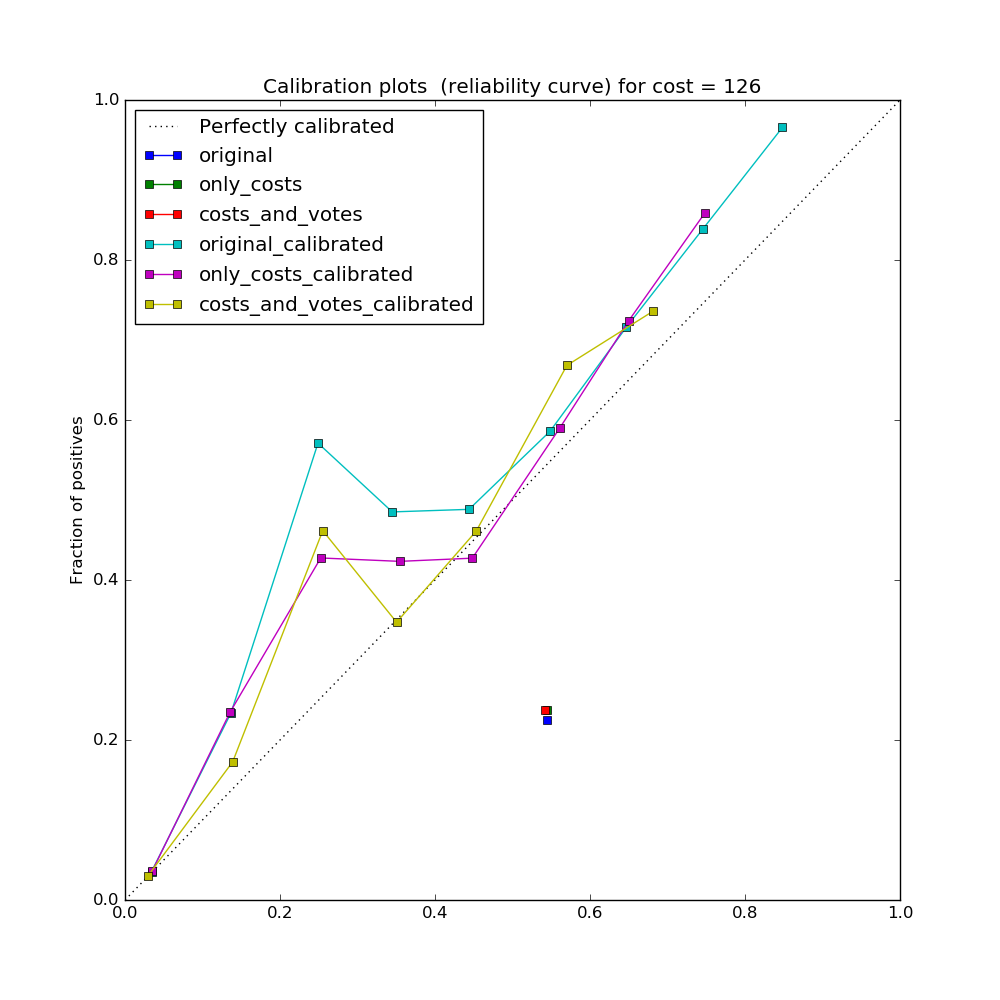 Calibration plots  (reliability curve) for cost = 126
1.0
Perfectly calibrated
original
only_costs
costs_and_votes
original_calibrated
only_costs_calibrated
costs_and_votes_calibrated
0.8
0.6
Fraction of positives
0.4
0.2
0.0
0.0 0.2 0.4 0.6 0.8 1.0